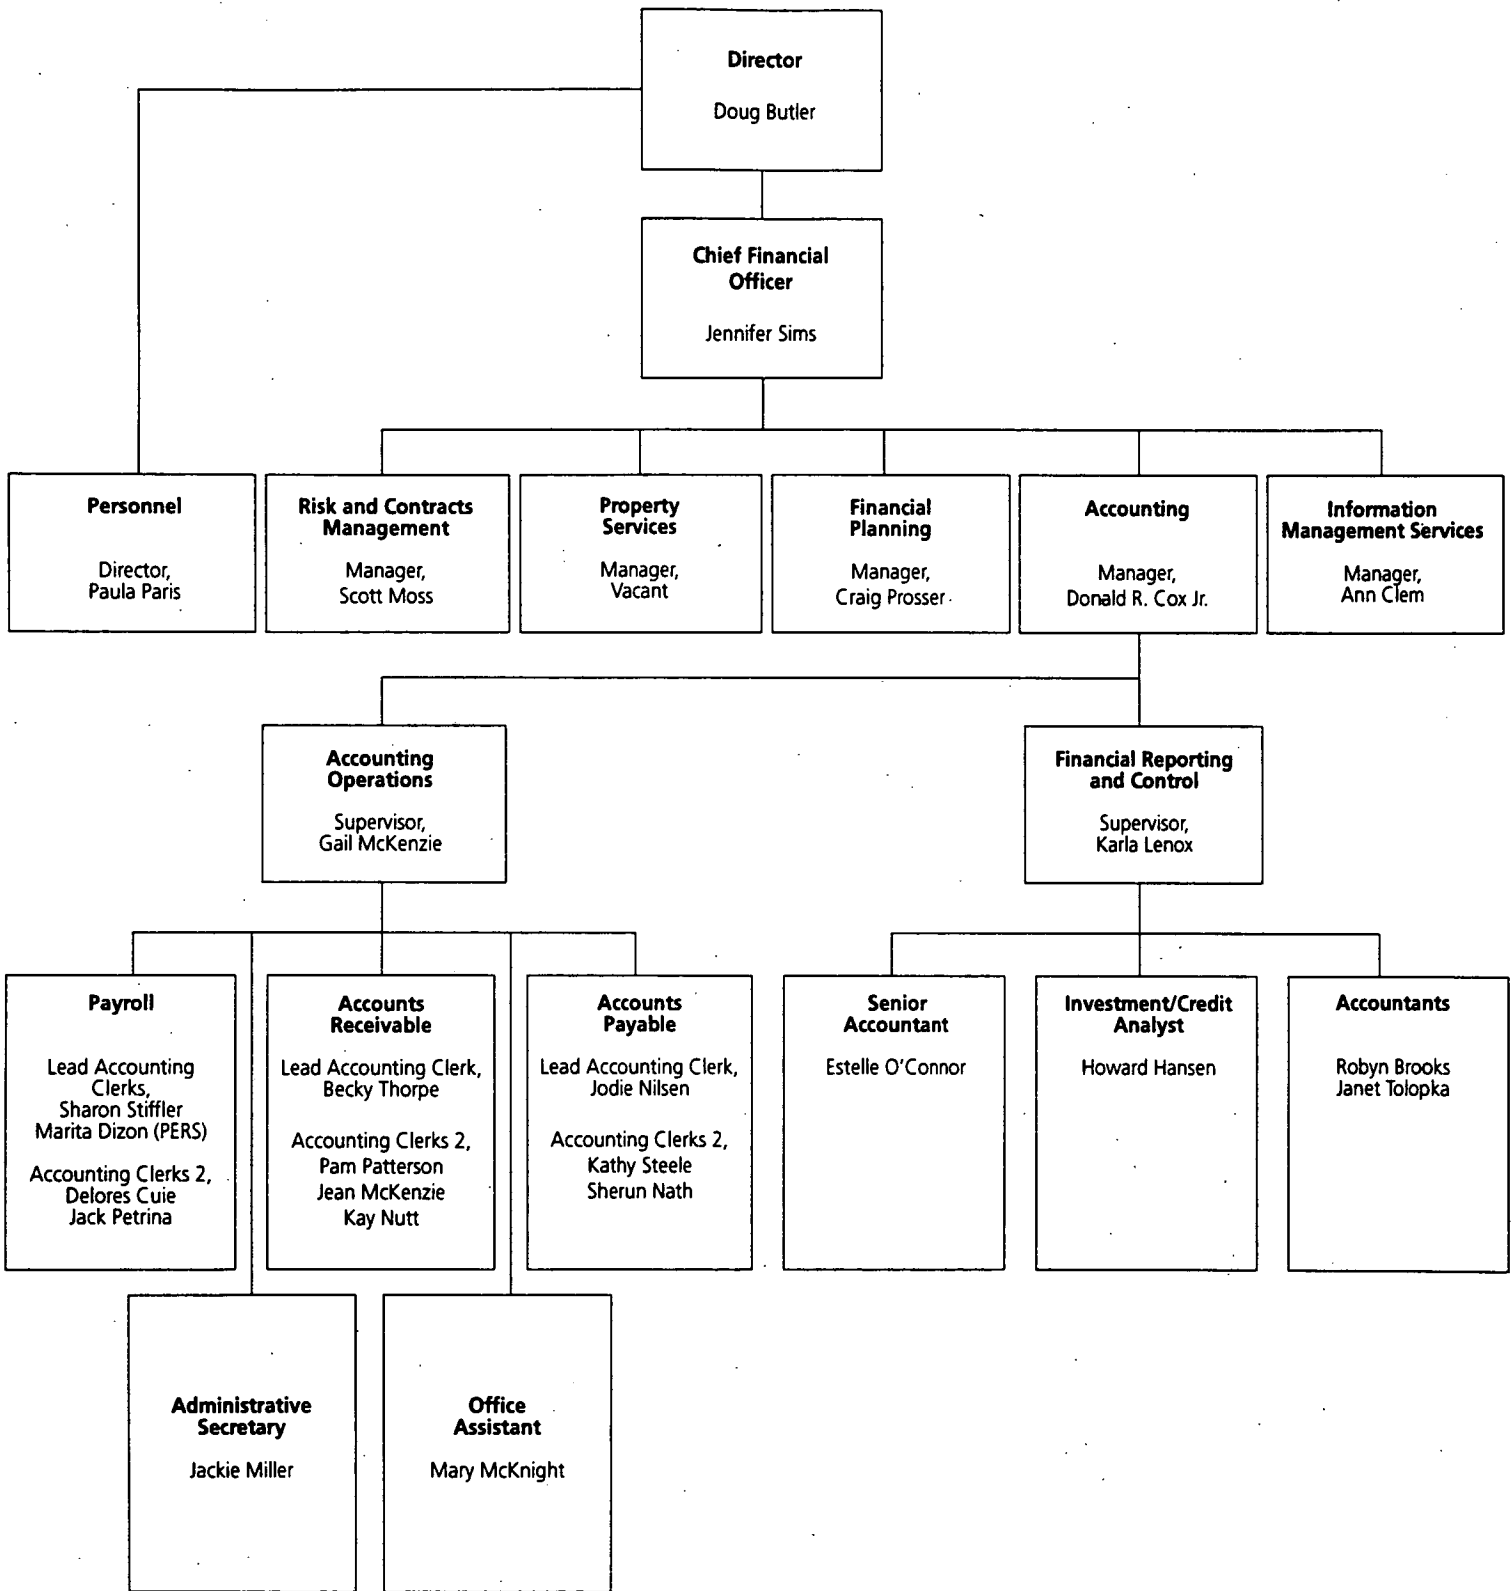 Director
Doug Butler
Chief Financial
Officer
Jennifer Sims
Personnel
Director,
Paula Paris
Risk and Contracts
Management
Manager,
Scott Moss
Property
Services
Manager,
Vacant
Financial
Planning
Manager,
Craig Prosser
Accounting
Manager,
Donald R. Cox Jr.
Information
Management Services
Manager,
Ann Clem
Accounting
Operations
Supervisor,
Gail McKenzie
Financial Reporting
and Control
Supervisor,
Karla Lenox
Payroll
Lead Accounting
Clerks,
Sharon Stiffler
Marita Dizon (PERS)
Accounting Clerks 2,
Delores Cuie
Jack Petrina
Accounts
Receivable
Lead Accounting Clerk,
Becky Thorpe
Accounting Clerks 2,
Pam Patterson
Jean McKenzie
Kay Nutt
Accounts
Payable
Lead Accounting Clerk,
Jodie Nilsen
Accounting Clerks 2,
Kathy Steele
Sherun Nath
Senior
Accountant
Estelle O'Connor
Investment/Credit
Analyst
Howard Hansen
Accountants
Robyn Brooks
Janet Tolopka
Administrative
Secretary
Jackie Miller
Office
Assistant
Mary McKnight